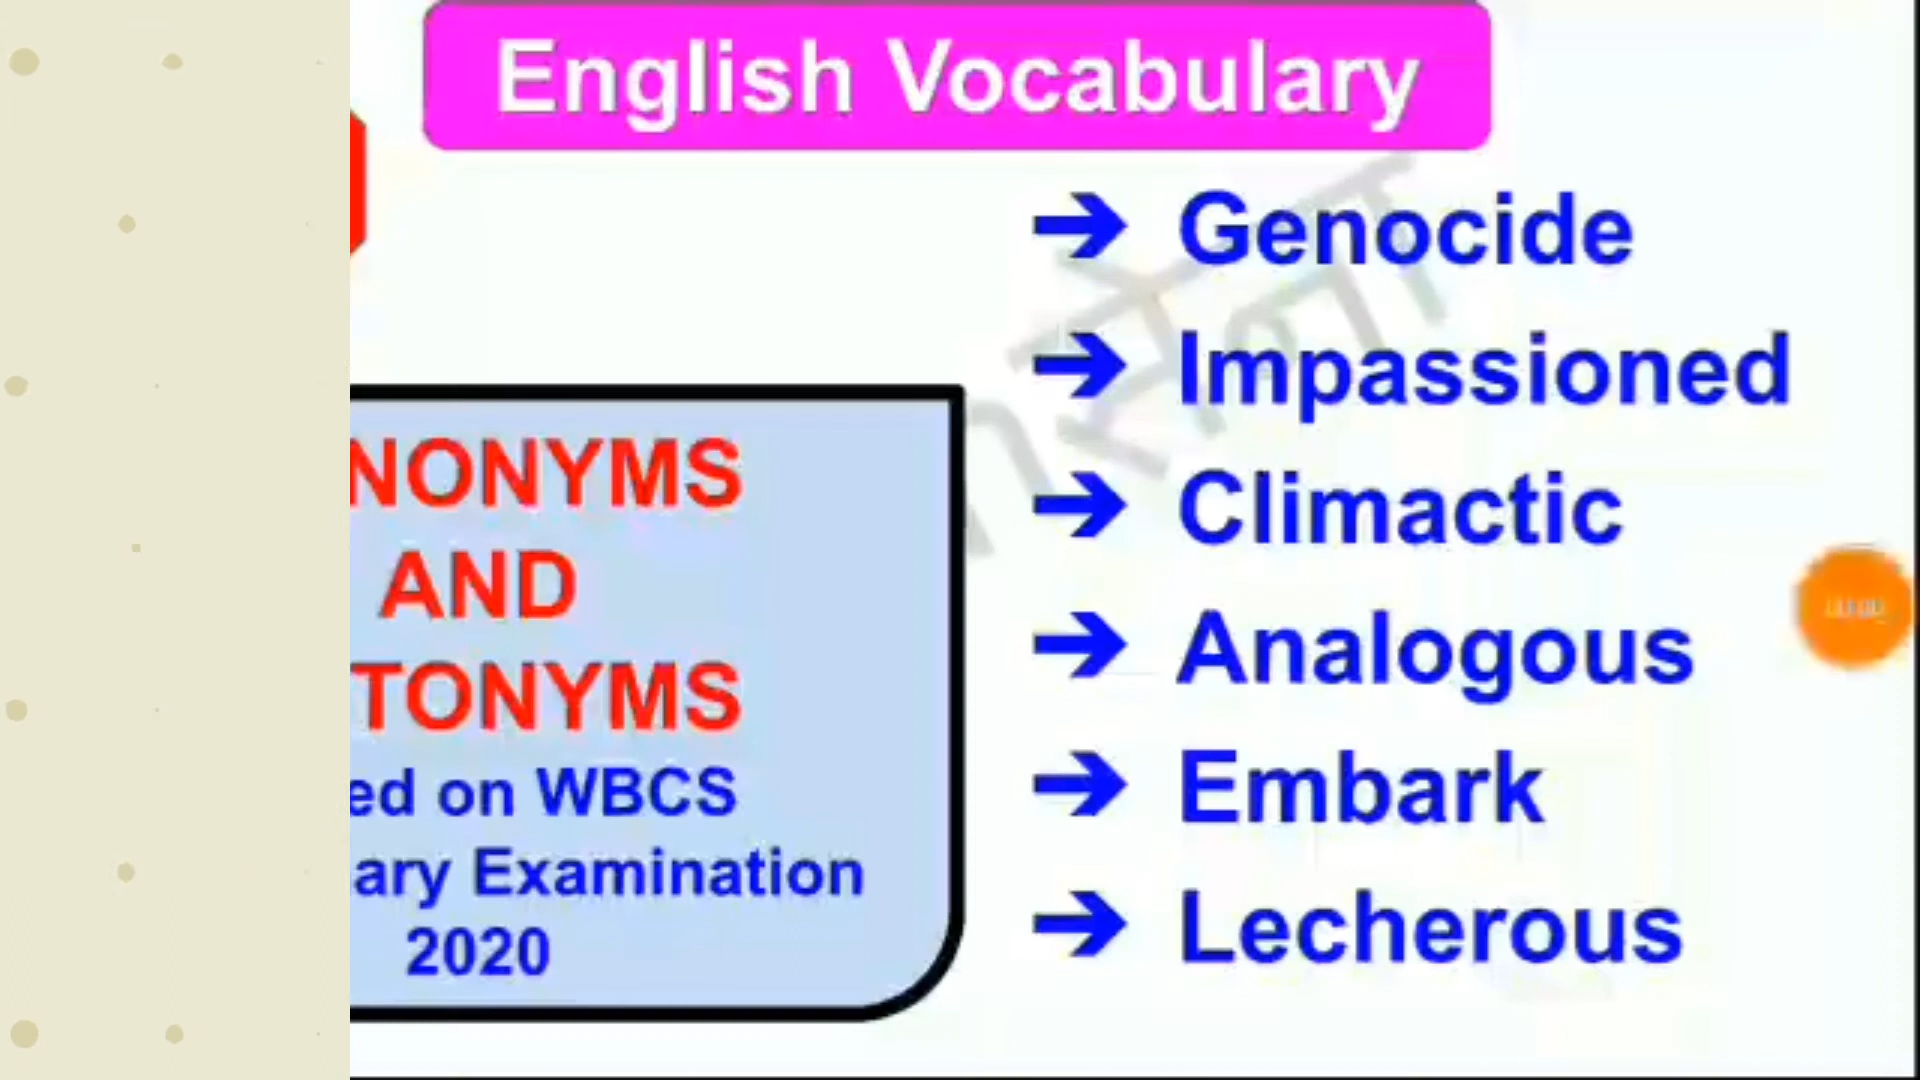 English Vocabulary
NONYMS
AND
TONYMS
ed on WBCS
ary Examination
2020
➔ Genocide
➔ Impassioned
➔ Climactic
➔ Analogous
➔ Embark
➔ Lecherous